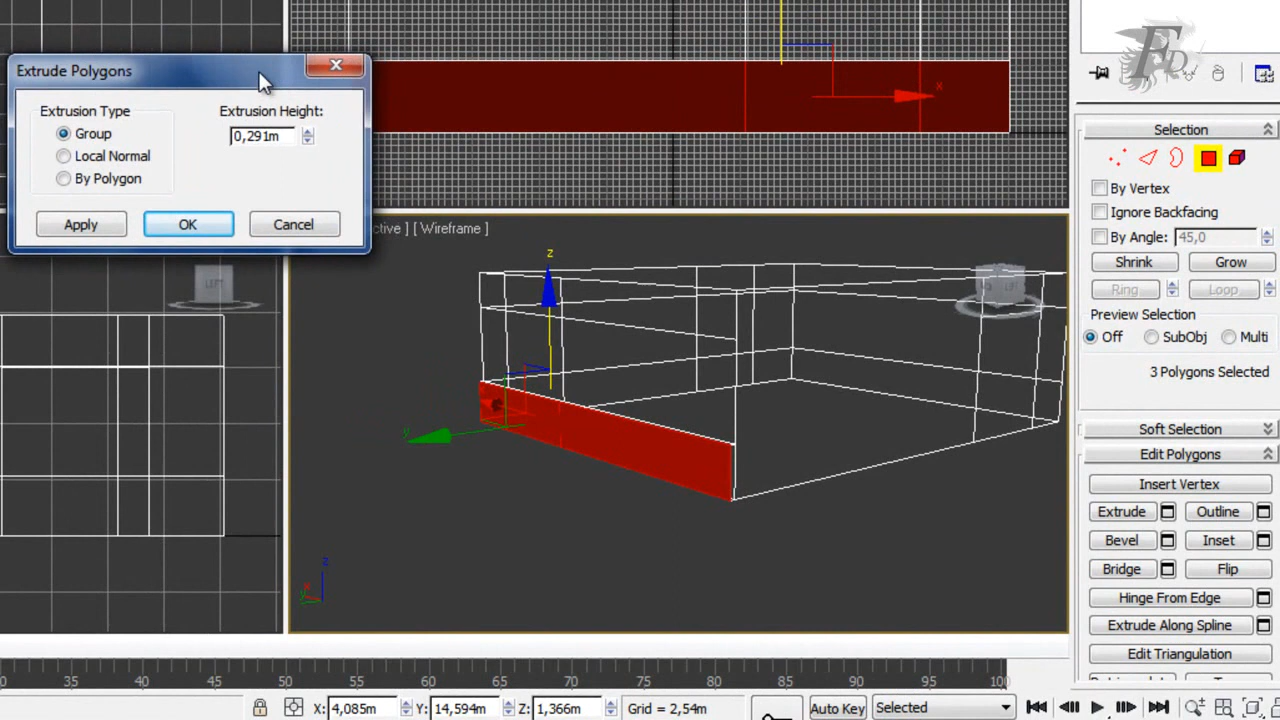 Extrude Polygons
Extrusion Type
Extrusion Height:
Group
0,291m
Local Normal
By Polygon
Apply
OK
Cancel
[ Wireframe ]
LEFT
LEFT
x
z
y
z
x
y
FD
Selection
By Vertex
Ignore Backfacing
By Angle: 45,0
Shrink
Grow
Ring
Loop
Preview Selection
Off
SubObj
Multi
3 Polygons Selected
Soft Selection
Edit Polygons
Insert Vertex
Extrude
Outline
Bevel
Inset
Bridge
Flip
Hinge From Edge
Extrude Along Spline
Edit Triangulation
35 40 45 50 55 60 65 70 75 80 85 90 95 100
X: 4,085m Y: 14,594m Z: 1,366m Grid = 2,54m
Auto Key
Selected